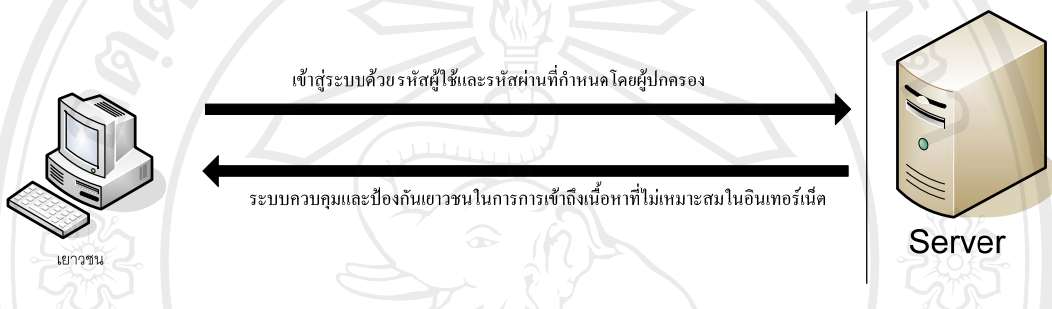 เข้าสู่ระบบด้วยรหัสผู้ใช้และรหัสผ่านที่กำหนดโดยผู้ปกครอง
ระบบควบคุมและป้องกันเยาวชนในการการเข้าถึงเนื้อหาที่ไม่เหมาะสมในอินเทอร์เน็ต
Server
เยาวชน